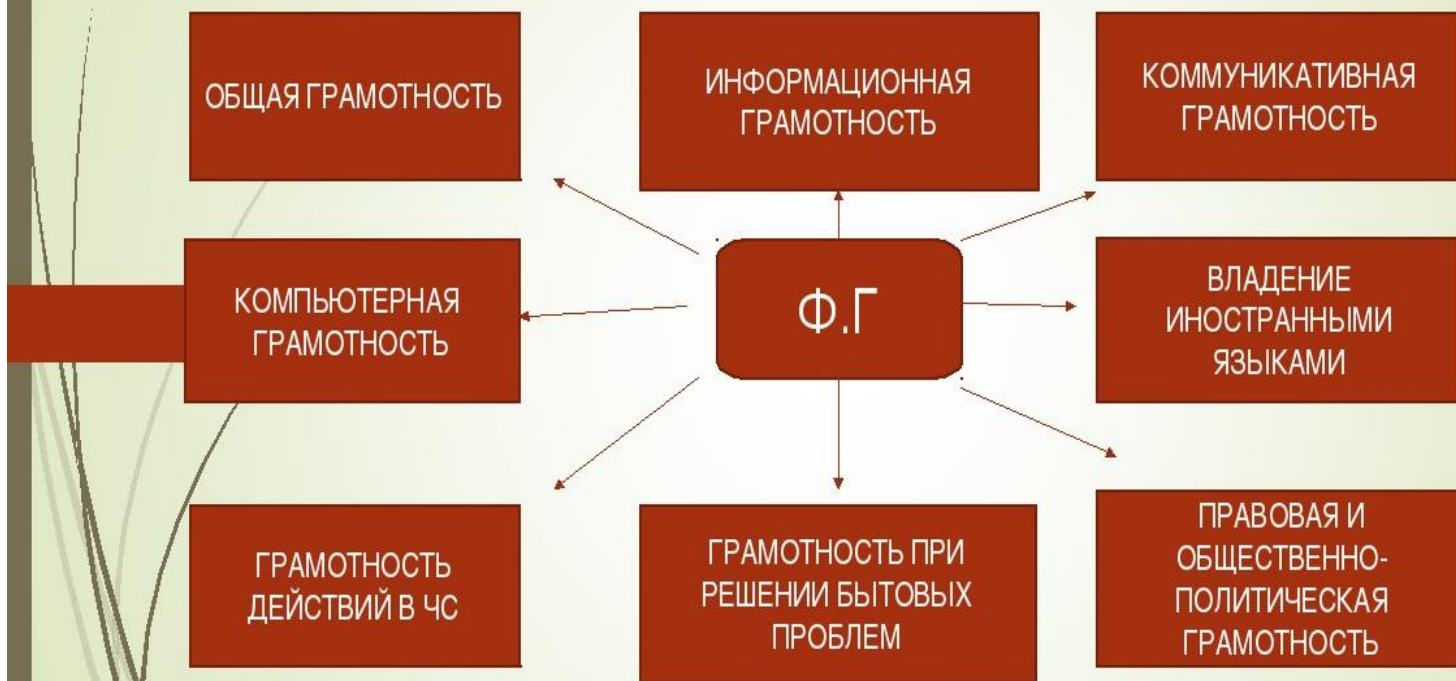 ОБЩАЯ ГРАМОТНОСТЬ
ИНФОРМАЦИОННАЯ
ГРАМОТНОСТЬ
КОММУНИКАТИВНАЯ
ГРАМОТНОСТЬ
КОМПЬЮТЕРНАЯ
ГРАМОТНОСТЬ
Ф.Г
ВЛАДЕНИЕ
ИНОСТРАННЫМИ
ЯЗЫКАМИ
ГРАМОТНОСТЬ
ДЕЙСТВИЙ В ЧС
ГРАМОТНОСТЬ ПРИ
РЕШЕНИИ БЫТОВЫХ
ПРОБЛЕМ
ПРАВОВАЯ И
ОБЩЕСТВЕННО-
ПОЛИТИЧЕСКАЯ
ГРАМОТНОСТЬ